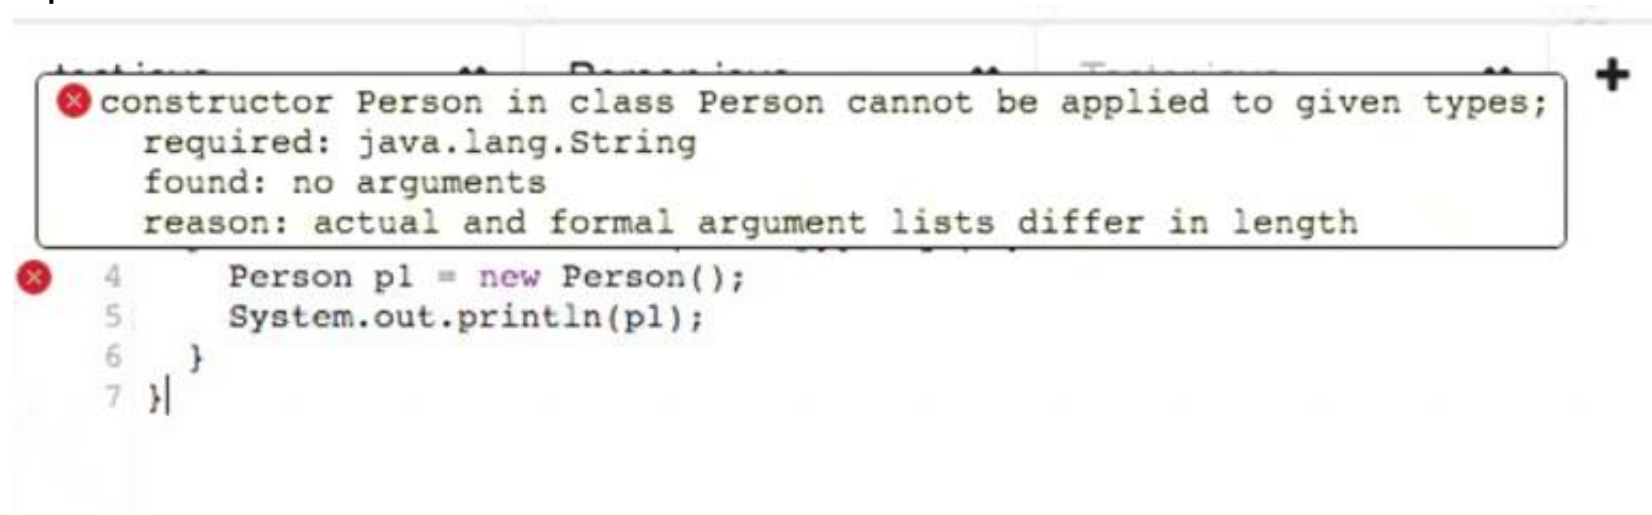 constructor Person in class Person cannot be applied to given types;
required: java.lang.String
found: no arguments
reason: actual and formal argument lists differ in length
4 Person p1 = new Person();
5 System.out.println(p1);
6 }
7 }